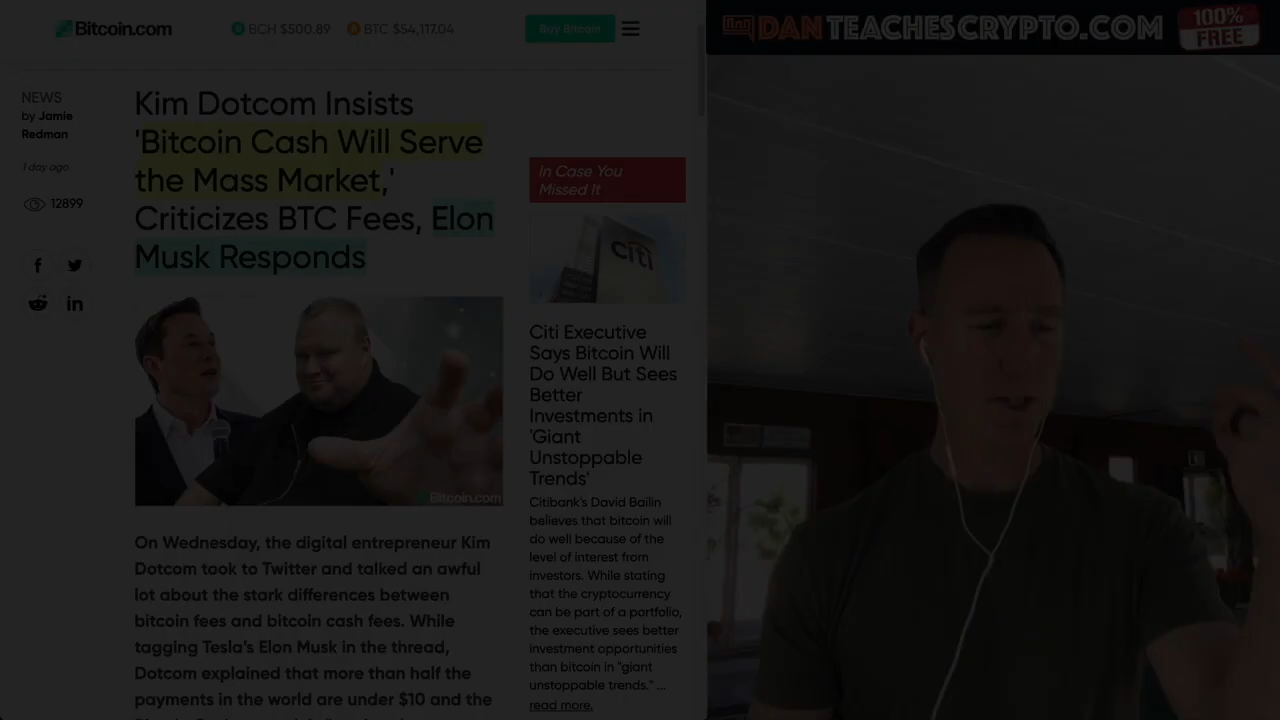 Bitcoin.com
BCH $500.89
BTC $54,117.04
Buy Bitcoin
DAN TEACHESCRYPTO.COM
100%
FREE
NEWS
by Jamie
Redman
1 day ago
12899
Kim Dotcom Insists
'Bitcoin Cash Will Serve
the Mass Market,'
Criticizes BTC Fees, Elon
Musk Responds
Bitcoin.com
On Wednesday, the digital entrepreneur Kim
Dotcom took to Twitter and talked an awful
lot about the stark differences between
bitcoin fees and bitcoin cash fees. While
tagging Tesla's Elon Musk in the thread,
Dotcom explained that more than half the
payments in the world are under $10 and the
In Case You
Missed It
citi
Citi Executive
Says Bitcoin Will
Do Well But Sees
Better
Investments in
'Giant
Unstoppable
Trends'
Citibank's David Bailin
believes that bitcoin will
do well because of the
level of interest from
investors. While stating
that the cryptocurrency
can be part of a portfolio,
the executive sees better
investment opportunities
than bitcoin in "giant
unstoppable trends." ...
read more.